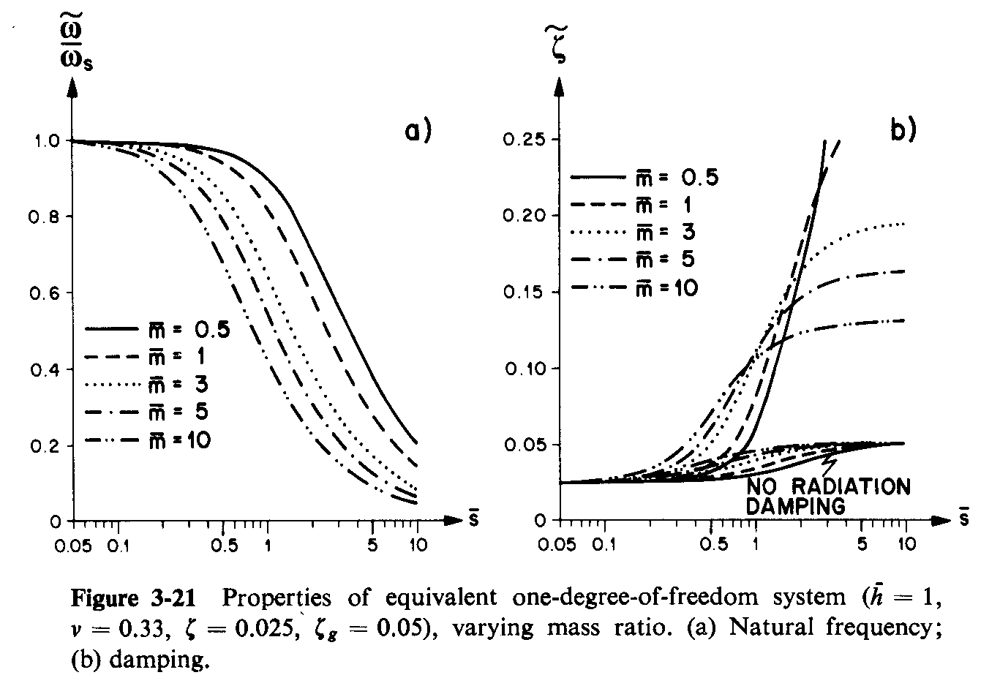 ω̃
ωs
a)
1.0
0.8
0.6
0.4
0.2
0
m̄ = 0.5
m̄ = 1
m̄ = 3
m̄ = 5
m̄ = 10
0.05 0.1 0.5 1 5 10
s̄
ζ̃
b)
0.25
0.20
0.15
0.10
0.05
0
m̄ = 0.5
m̄ = 1
m̄ = 3
m̄ = 5
m̄ = 10
NO RADIATION
DAMPING
0.05 0.1 0.5 1 5 10
s̄
Figure 3-21 Properties of equivalent one-degree-of-freedom system (h̄ = 1,
ν = 0.33, ζ = 0.025, ζg = 0.05), varying mass ratio. (a) Natural frequency;
(b) damping.